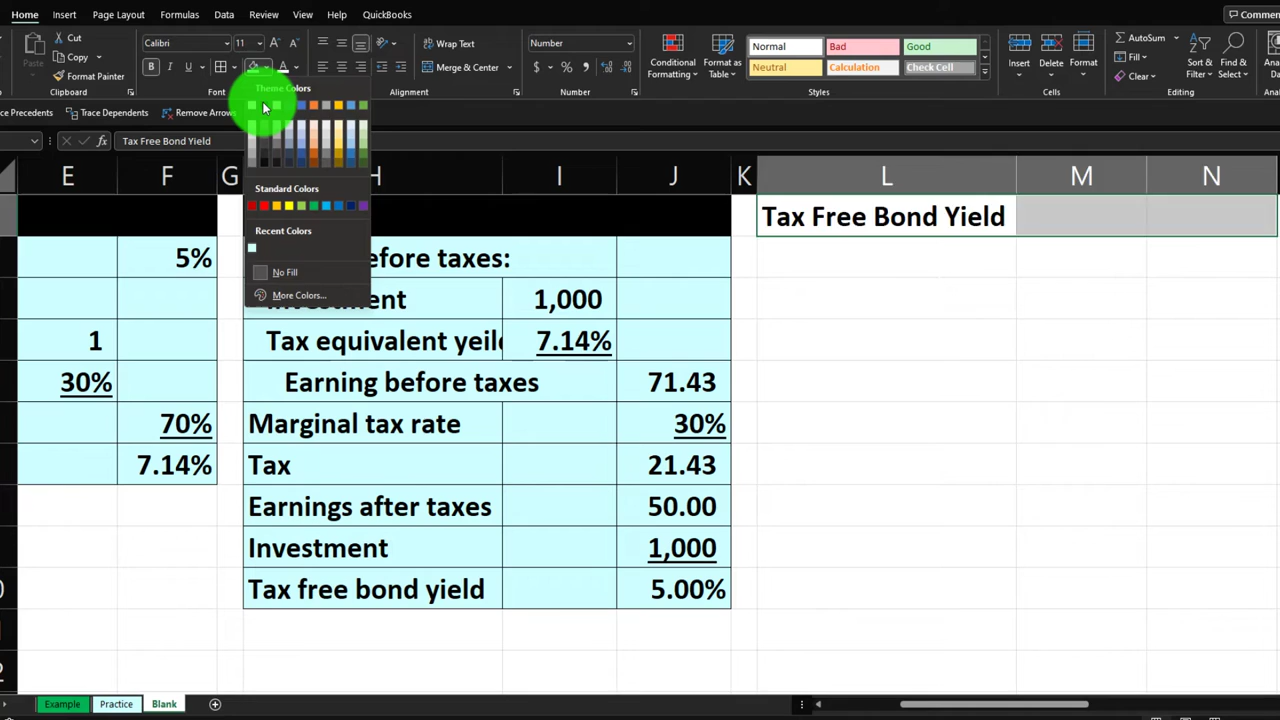 Home Insert Page Layout Formulas Data Review View Help QuickBooks
Cut Calibri 11 Wrap Text Number Normal Bad Good AutoSum
Paste Copy Format Painter B I U A Merge & Center $ % Conditional Formatting Format as Table Neutral Calculation Check Cell Insert Delete Format Fill Clear Sort & Filter Find & Select
Clipboard Font Alignment Number Styles Cells Editing
Trace Dependents Remove Arrows
fx Tax Free Bond Yield
Theme Colors
Standard Colors
Recent Colors
No Fill
More Colors...
E F G H I J K L M N
Tax Free Bond Yield
5% before taxes:
Investment 1,000
1 Tax equivalent 7.14%
30% Earning before taxes 71.43
70% Marginal tax rate 30%
7.14% Tax 21.43
Earnings after taxes 50.00
Investment 1,000
Tax free bond yield 5.00%
Example Practice Blank